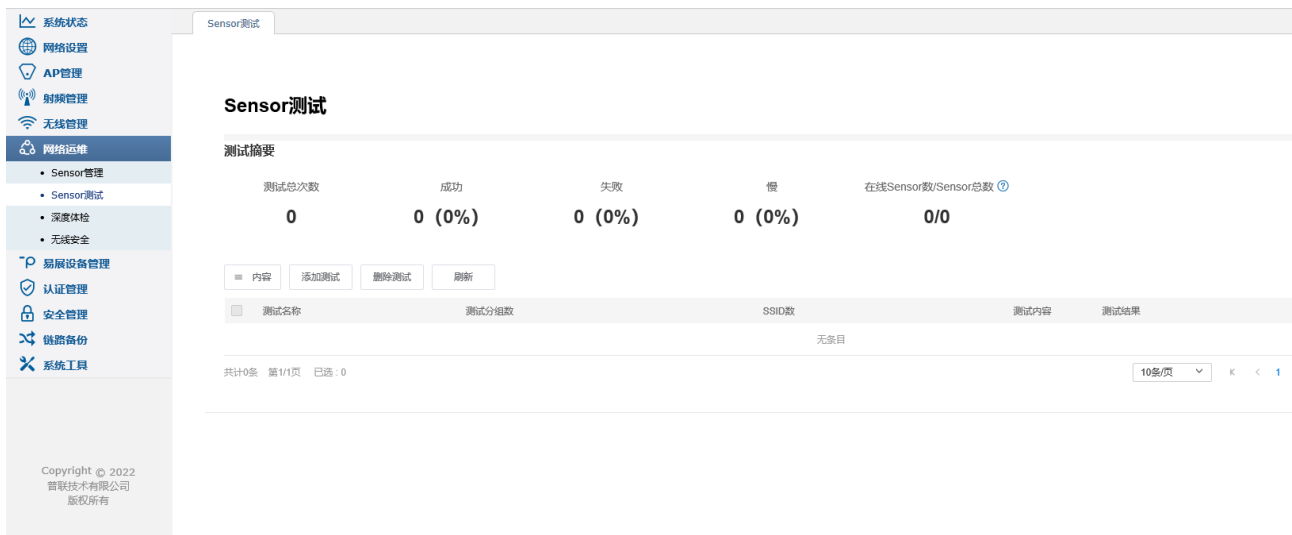 系统状态
网络设置
AP管理
射频管理
无线管理
网络运维
• Sensor管理
• Sensor测试
• 深度体检
• 无线安全
易展设备管理
认证管理
安全管理
链路备份
系统工具
Copyright © 2022
普联技术有限公司
版权所有
Sensor测试
Sensor测试
测试摘要
测试总次数 成功 失败 慢 在线Sensor数/Sensor总数 ?
0 0 (0%) 0 (0%) 0 (0%) 0/0
内容 添加测试 删除测试 刷新
测试名称 测试分组数 SSID数 测试内容 测试结果
无条目
共计0条 第1/1页 已选 : 0 10条/页 K < 1